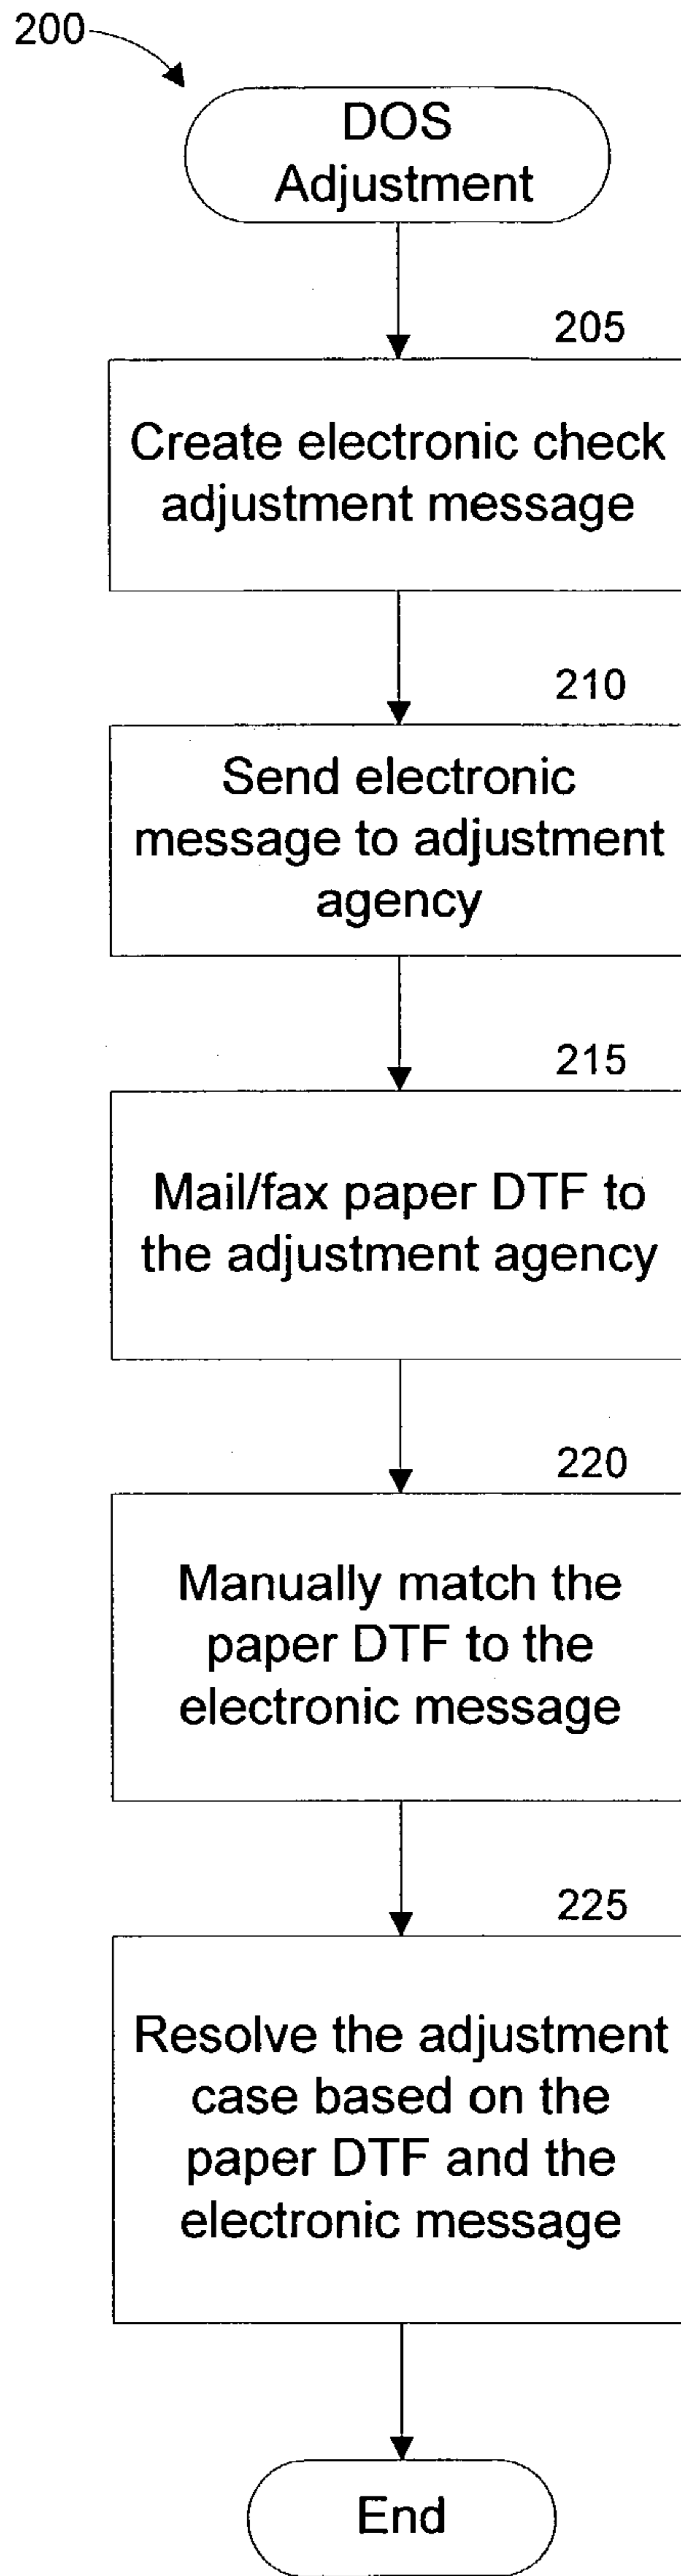 200
DOS
Adjustment
205
Create electronic check
adjustment message
210
Send electronic
message to adjustment
agency
215
Mail/fax paper DTF to
the adjustment agency
220
Manually match the
paper DTF to the
electronic message
225
Resolve the adjustment
case based on the
paper DTF and the
electronic message
End